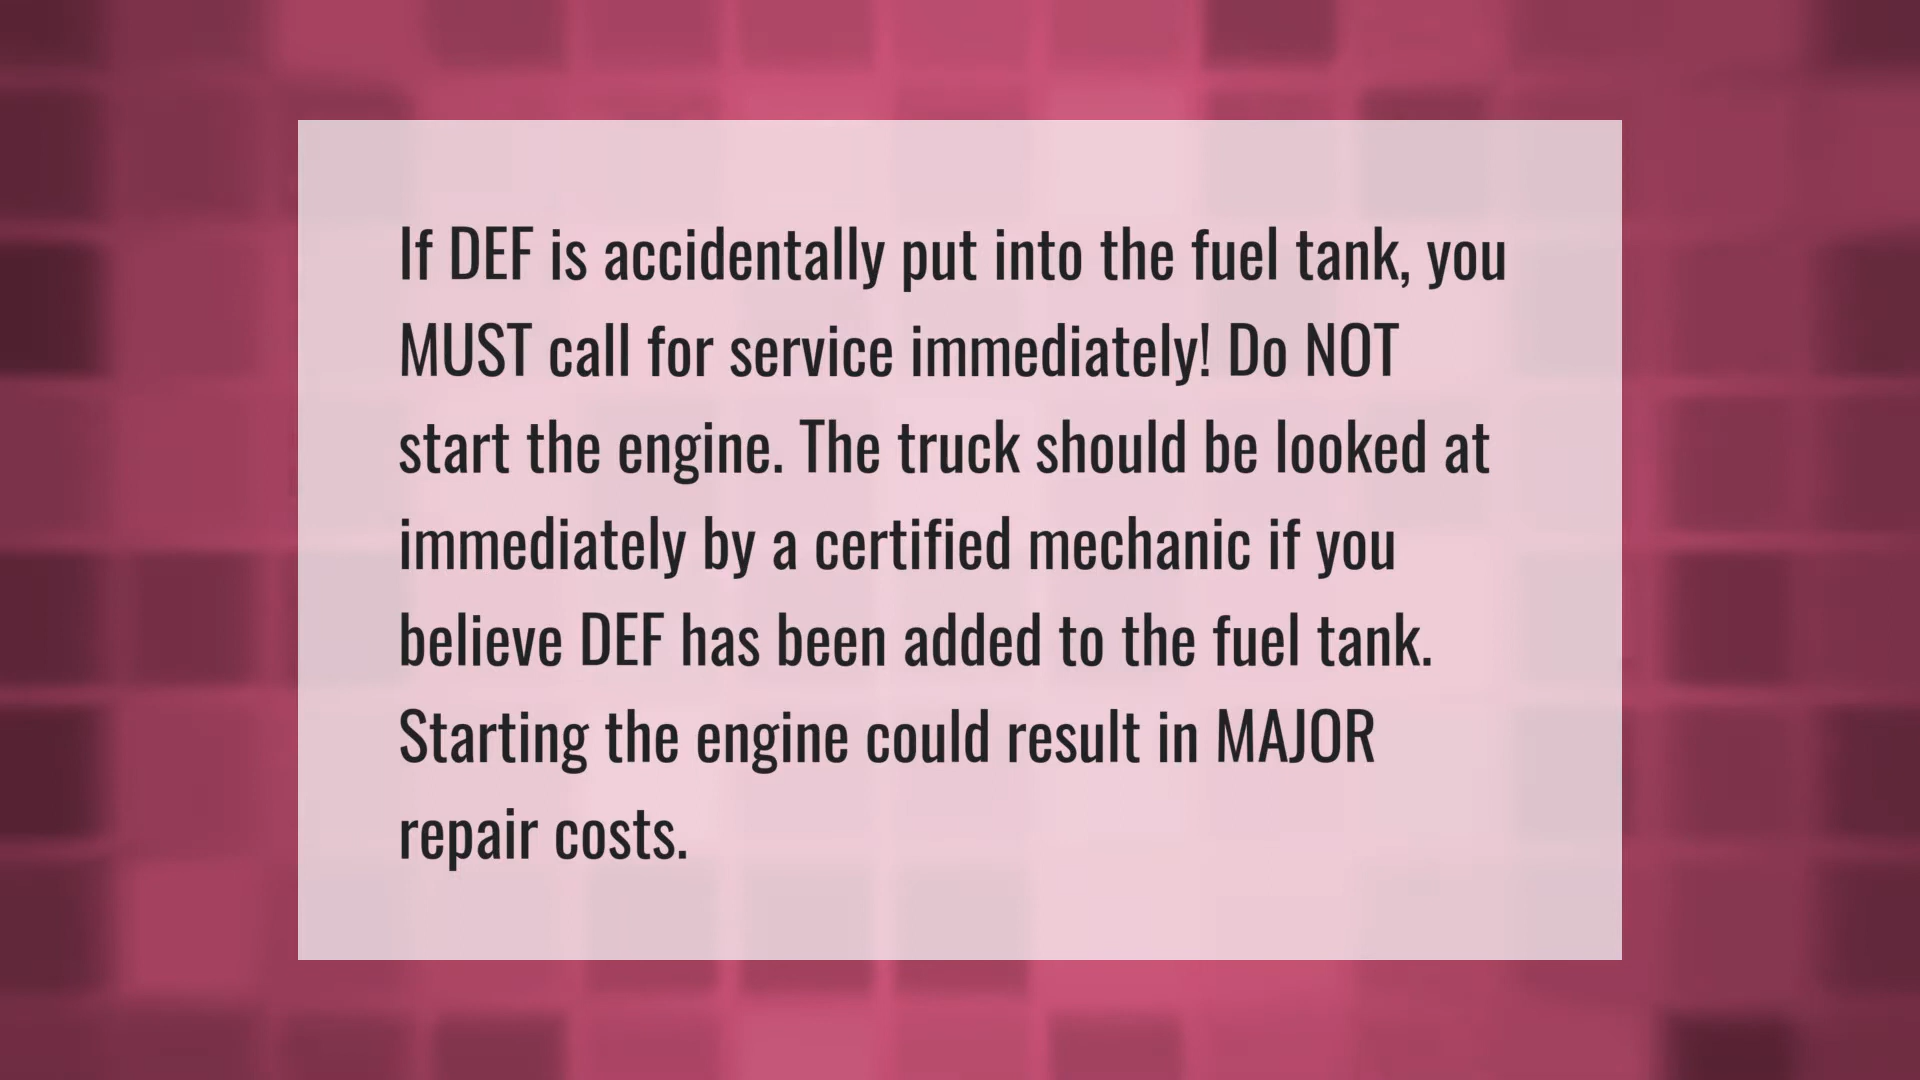 If DEF is accidentally put into the fuel tank, you
MUST call for service immediately! Do NOT
start the engine. The truck should be looked at
immediately by a certified mechanic if you
believe DEF has been added to the fuel tank.
Starting the engine could result in MAJOR
repair costs.